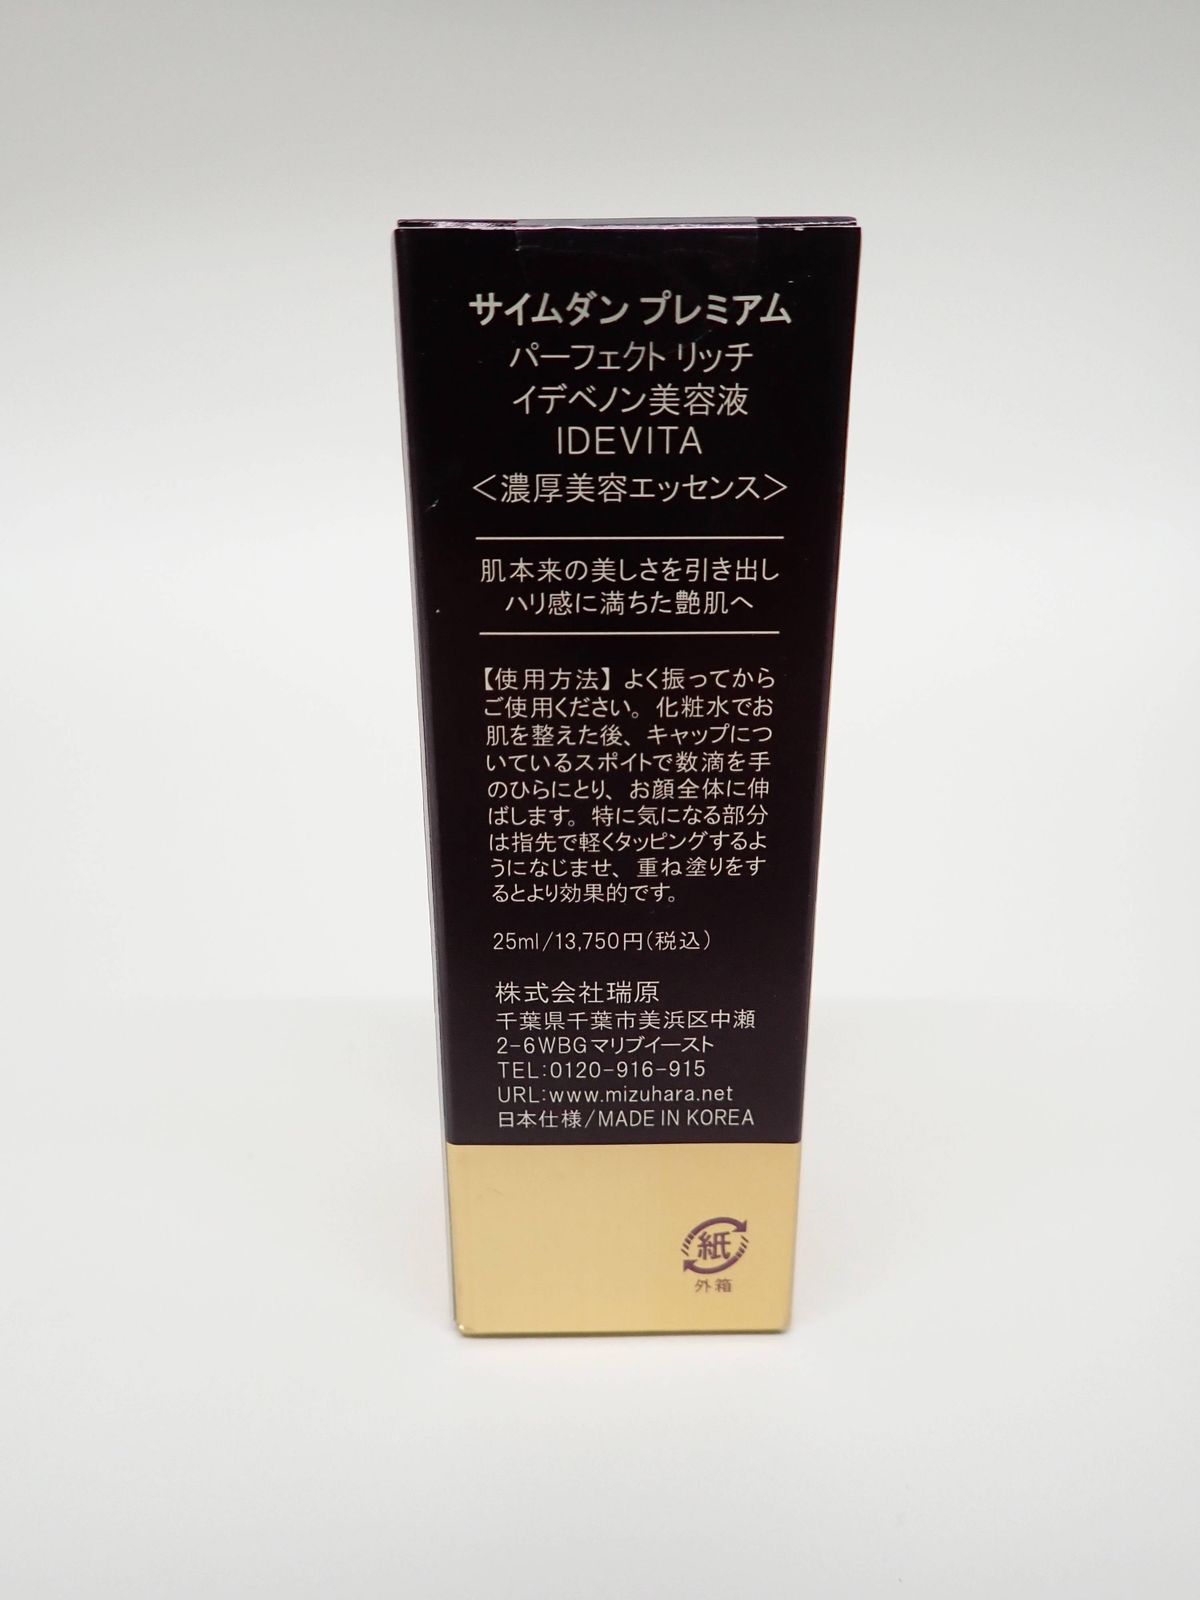 サイムダン プレミアム
パーフェクト リッチ
イデベノン美容液
IDEVITA
＜濃厚美容エッセンス＞
肌本来の美しさを引き出し
ハリ感に満ちた艶肌へ
【使用方法】よく振ってから
ご使用ください。化粧水でお
肌を整えた後、キャップにつ
いているスポイトで数滴を手
のひらにとり、お顔全体に伸
ばします。特に気になる部分
は指先で軽くタッピングするよ
うになじませ、重ね塗りをす
るとより効果的です。
25ml/13,750円(税込)
株式会社瑞原
千葉県千葉市美浜区中瀬
2-6WBGマリブイースト
TEL:0120-916-915
URL:www.mizuhara.net
日本仕様/MADE IN KOREA
紙
外箱